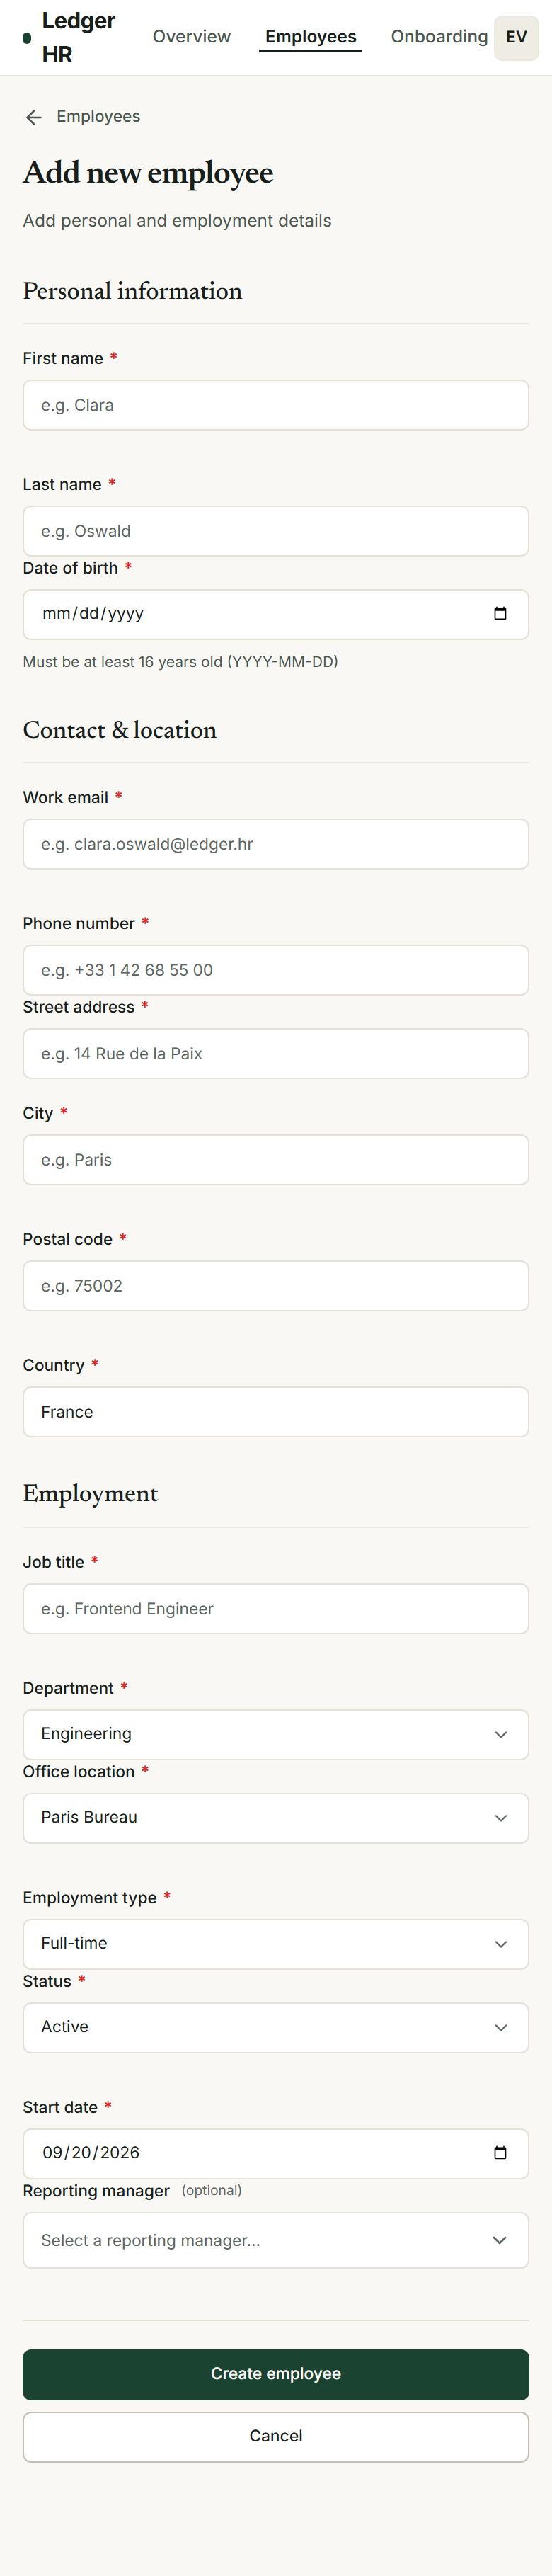 Ledger
HR
Overview
Employees
Onboarding
EV
Employees
Add new employee
Add personal and employment details
Personal information
First name *
e.g. Clara
Last name *
e.g. Oswald
Date of birth *
mm/dd/yyyy
Must be at least 16 years old (YYYY-MM-DD)
Contact & location
Work email *
e.g. clara.oswald@ledger.hr
Phone number *
e.g. +33 1 42 68 55 00
Street address *
e.g. 14 Rue de la Paix
City *
e.g. Paris
Postal code *
e.g. 75002
Country *
France
Employment
Job title *
e.g. Frontend Engineer
Department *
Engineering
Office location *
Paris Bureau
Employment type *
Full-time
Status *
Active
Start date *
09/20/2026
Reporting manager (optional)
Select a reporting manager...
Create employee
Cancel